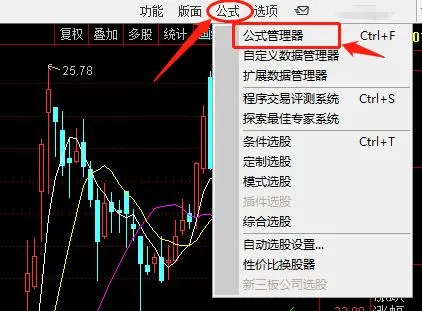 功能 版面 公式 选项
复权 叠加 多股 统计
公式管理器 Ctrl+F
自定义数据管理器
扩展数据管理器
25.78
程序交易评测系统 Ctrl+S
探索最佳专家系统
条件选股 Ctrl+T
定制选股
模式选股
插件选股
综合选股
自动选股设置...
性价比换股器
新三板公司选股